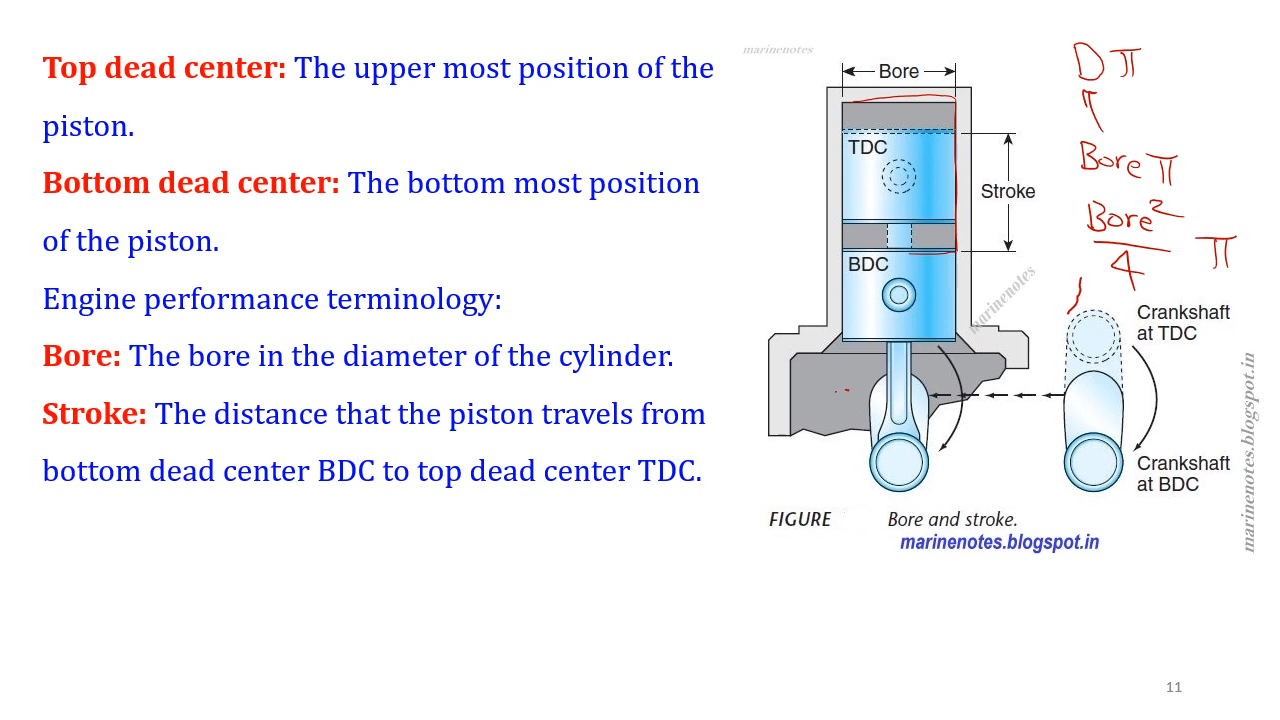 Top dead center: The upper most position of the
piston.
Bottom dead center: The bottom most position
of the piston.
Engine performance terminology:
Bore: The bore in the diameter of the cylinder.
Stroke: The distance that the piston travels from
bottom dead center BDC to top dead center TDC.
marinenotes
Bore
TDC
Stroke
BDC
marinenotes
Crankshaft
at TDC
Crankshaft
at BDC
FIGURE Bore and stroke.
marinenotes.blogspot.in
marinenotes.blogspot.in
D π
Bore π
Bore²
4 π
11